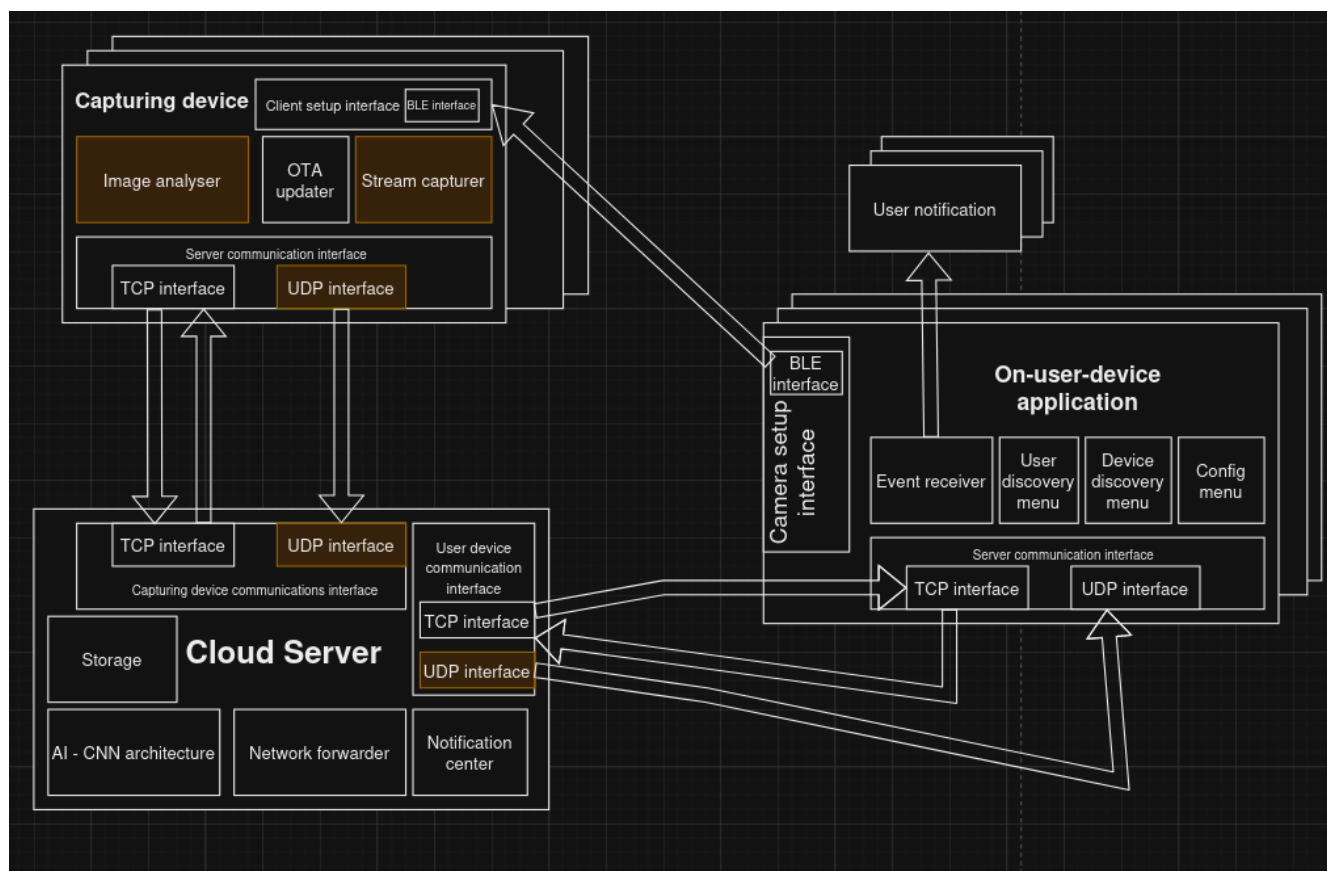 Capturing device
Client setup interface
BLE interface
Image analyser
OTA
updater
Stream capturer
Server communication interface
TCP interface
UDP interface
User notification
BLE
interface
Camera setup
interface
On-user-device
application
Event receiver
User
discovery
menu
Device
discovery
menu
Config
menu
Server communication interface
TCP interface
UDP interface
TCP interface
UDP interface
Capturing device communications interface
User device
communication
interface
TCP interface
UDP interface
Storage
Cloud Server
AI - CNN architecture
Network forwarder
Notification
center